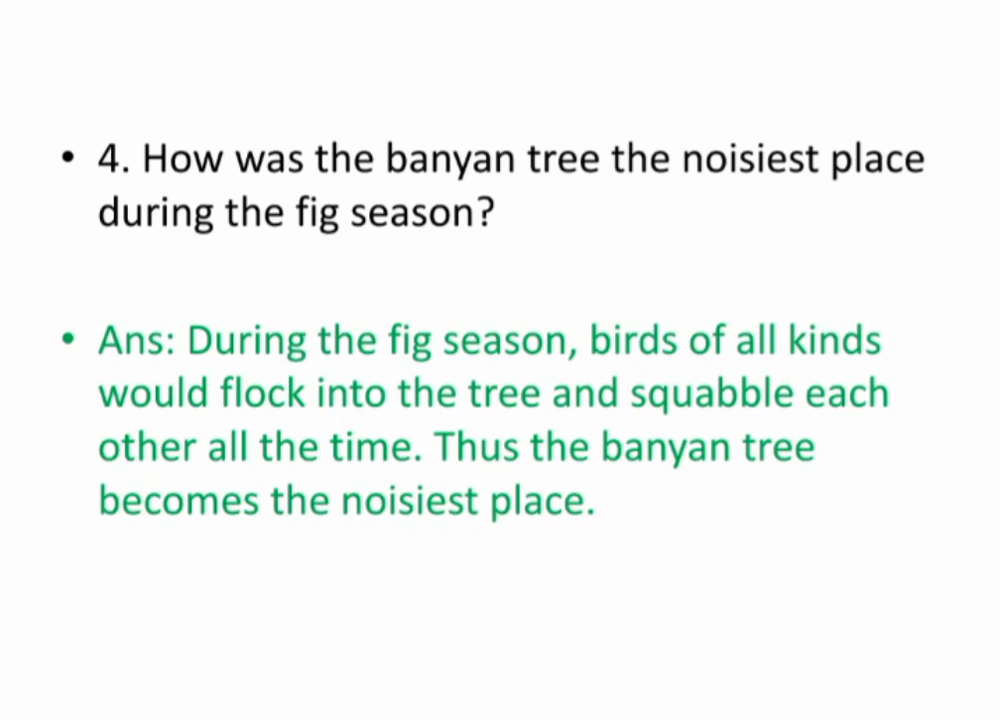 • 4. How was the banyan tree the noisiest place
during the fig season?
• Ans: During the fig season, birds of all kinds
would flock into the tree and squabble each
other all the time. Thus the banyan tree
becomes the noisiest place.